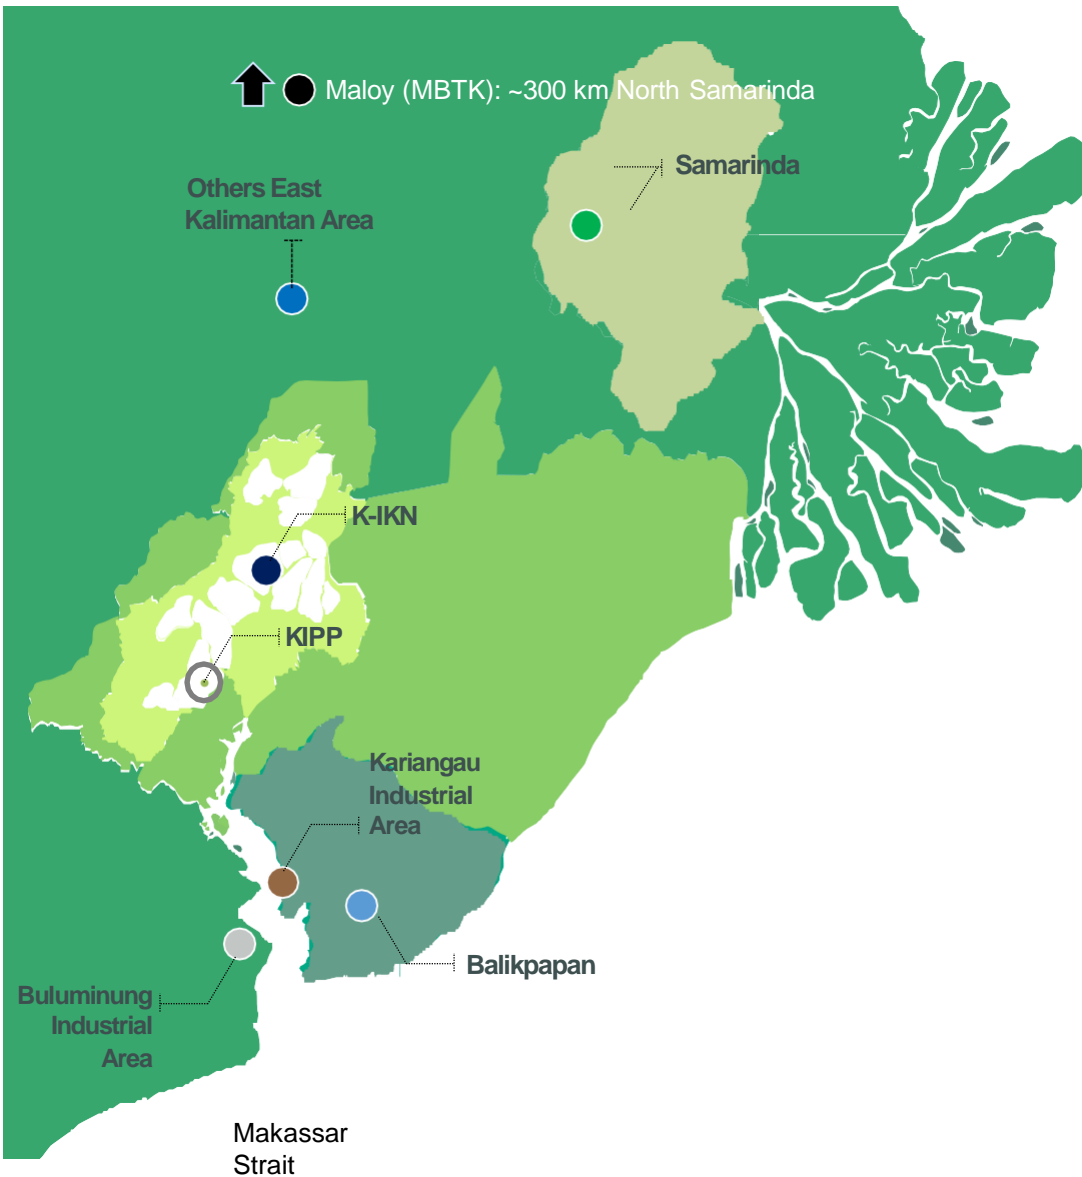 Maloy (MBTK): ~300 km North Samarinda
Samarinda
Others East
Kalimantan Area
K-IKN
KIPP
Kariangau
Industrial
Area
Balikpapan
Buluminung
Industrial
Area
Makassar
Strait